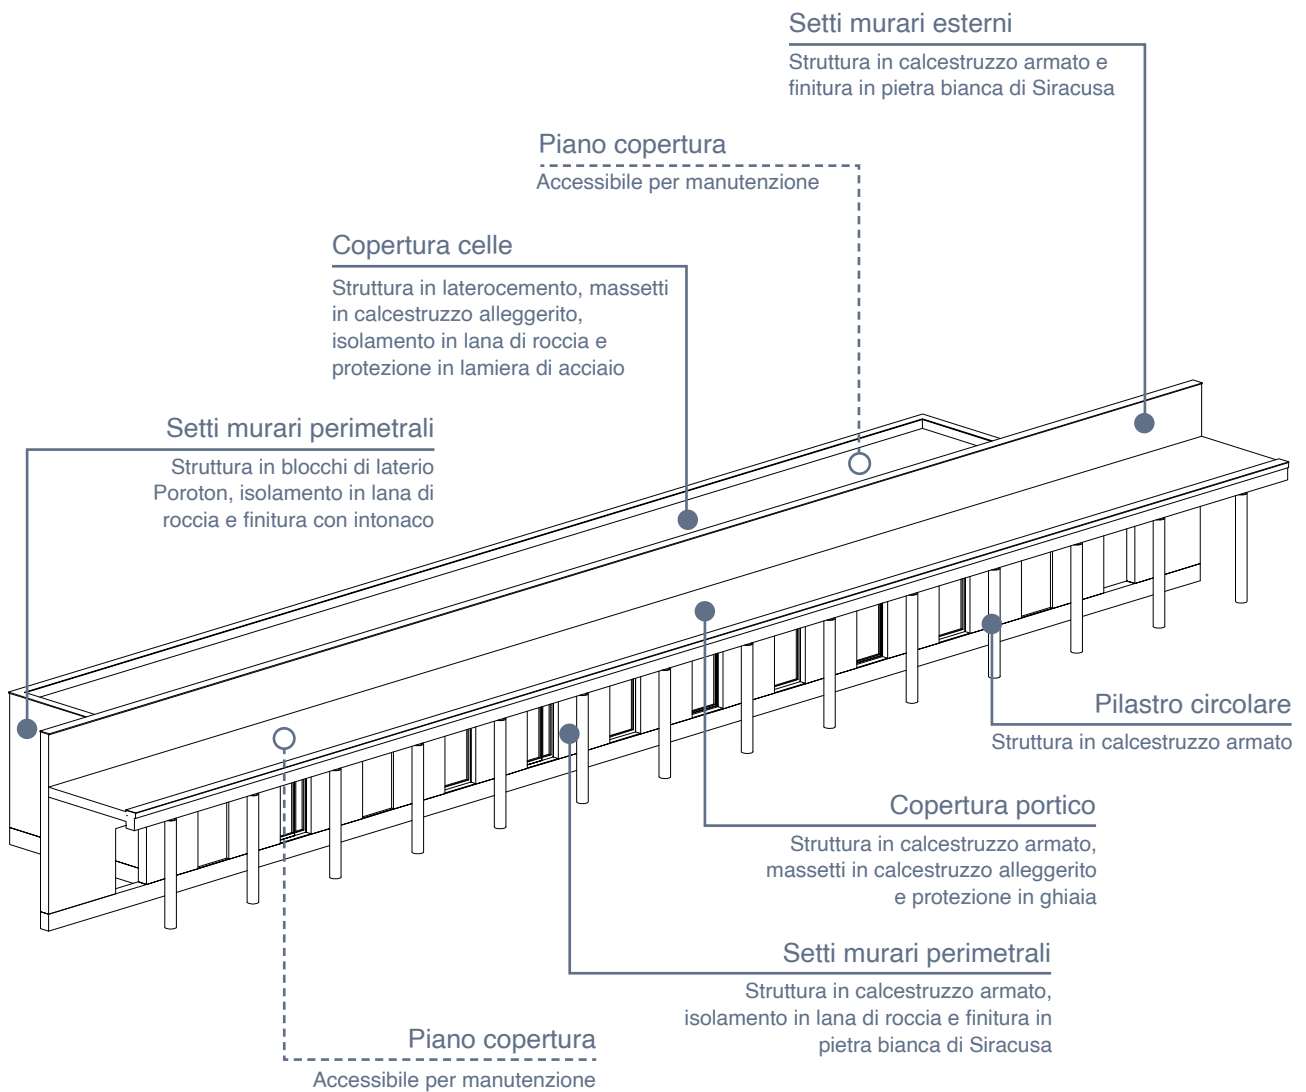 Setti murari esterni
Struttura in calcestruzzo armato e
finitura in pietra bianca di Siracusa
Piano copertura
Accessibile per manutenzione
Copertura celle
Struttura in laterocemento, massetti
in calcestruzzo alleggerito,
isolamento in lana di roccia e
protezione in lamiera di acciaio
Setti murari perimetrali
Struttura in blocchi di laterio
Poroton, isolamento in lana di
roccia e finitura con intonaco
Pilastro circolare
Struttura in calcestruzzo armato
Copertura portico
Struttura in calcestruzzo armato,
massetti in calcestruzzo alleggerito
e protezione in ghiaia
Setti murari perimetrali
Struttura in calcestruzzo armato,
isolamento in lana di roccia e finitura in
pietra bianca di Siracusa
Piano copertura
Accessibile per manutenzione